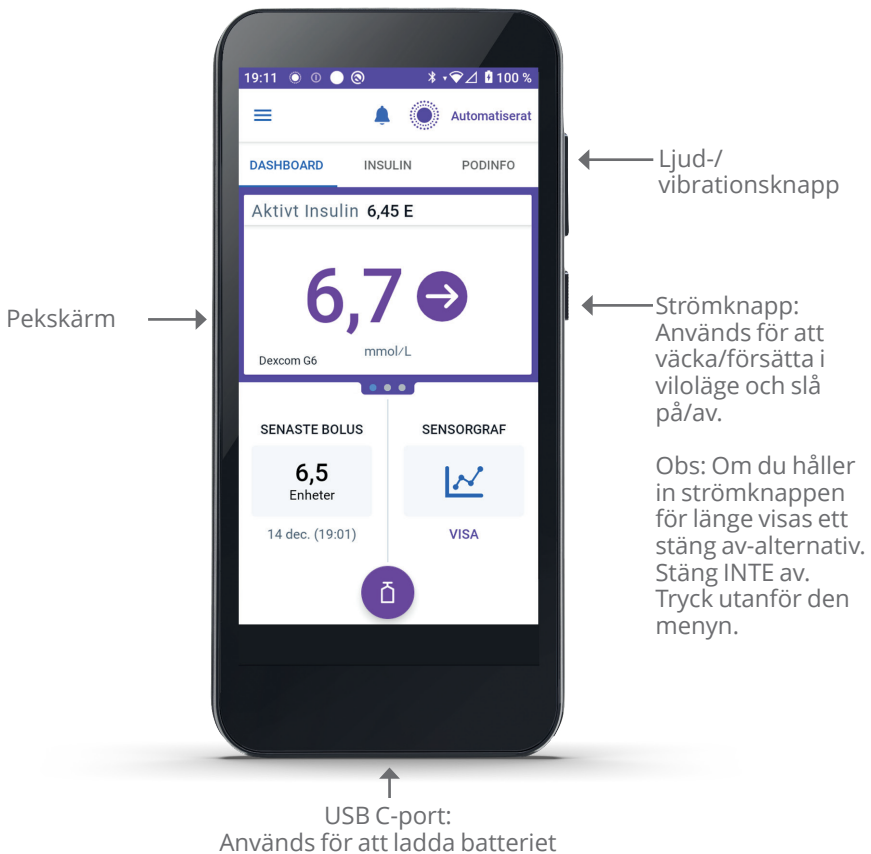 19:11 100 %
Automatiserat
DASHBOARD INSULIN PODINFO
Aktivt Insulin 6,45 E
6,7
mmol/L
Dexcom G6
SENASTE BOLUS
6,5
Enheter
14 dec. (19:01)
SENSORGRAF
VISA
Pekskärm
Ljud-/
vibrationsknapp
Strömknapp:
Används för att
väcka/försätta i
viloläge och slå
på/av.
Obs: Om du håller
in strömknappen
för länge visas ett
stäng av-alternativ.
Stäng INTE av.
Tryck utanför den
menyn.
USB C-port:
Används för att ladda batteriet